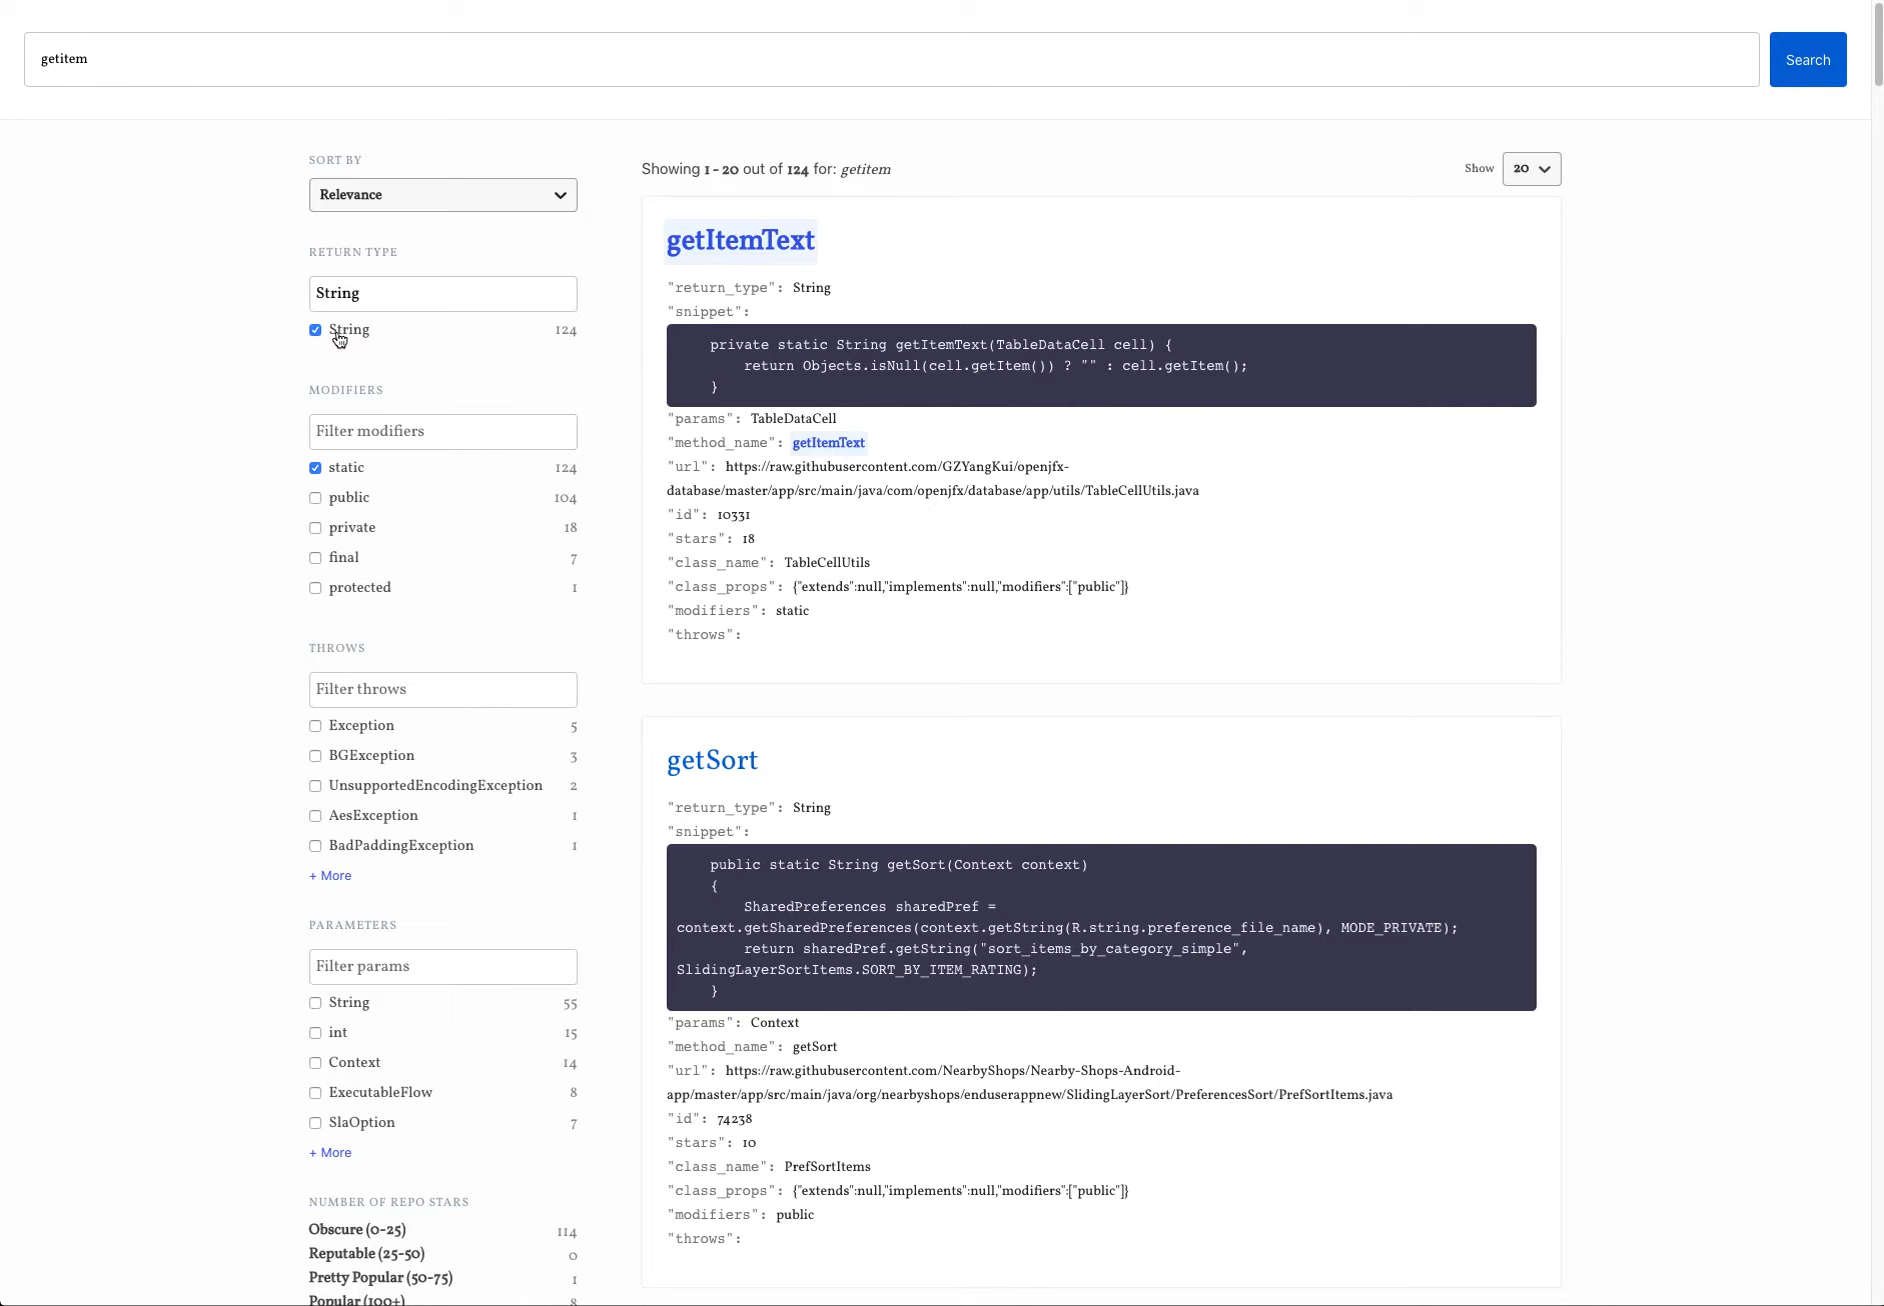 getitem
Search
SORT BY
Relevance
RETURN TYPE
String
String 124
MODIFIERS
Filter modifiers
static 124
public 104
private 18
final 7
protected 1
THROWS
Filter throws
Exception 5
BGException 3
UnsupportedEncodingException 2
AesException 1
BadPaddingException 1
+ More
PARAMETERS
Filter params
String 55
int 15
Context 14
ExecutableFlow 8
SlaOption 7
+ More
NUMBER OF REPO STARS
Obscure (0-25) 114
Reputable (25-50) 0
Pretty Popular (50-75) 1
Popular (100+) 8
Showing 1 - 20 out of 124 for: getitem
Show 20
getItemText
"return_type": String
"snippet":
private static String getItemText(TableDataCell cell) {
return Objects.isNull(cell.getItem()) ? "" : cell.getItem();
}
"params": TableDataCell
"method_name": getItemText
"url": https://raw.githubusercontent.com/GZYangKui/openjfx-
database/master/app/src/main/java/com/openjfx/database/app/utils/TableCellUtils.java
"id": 10331
"stars": 18
"class_name": TableCellUtils
"class_props": {"extends":null,"implements":null,"modifiers":["public"]}
"modifiers": static
"throws":
getSort
"return_type": String
"snippet":
public static String getSort(Context context)
{
SharedPreferences sharedPref =
context.getSharedPreferences(context.getString(R.string.preference_file_name), MODE_PRIVATE);
return sharedPref.getString("sort_items_by_category_simple",
SlidingLayerSortItems.SORT_BY_ITEM_RATING);
}
"params": Context
"method_name": getSort
"url": https://raw.githubusercontent.com/NearbyShops/Nearby-Shops-Android-
app/master/app/src/main/java/org/nearbyshops/enduserappnew/SlidingLayerSort/PreferencesSort/PrefSortItems.java
"id": 74238
"stars": 10
"class_name": PrefSortItems
"class_props": {"extends":null,"implements":null,"modifiers":["public"]}
"modifiers": public
"throws":